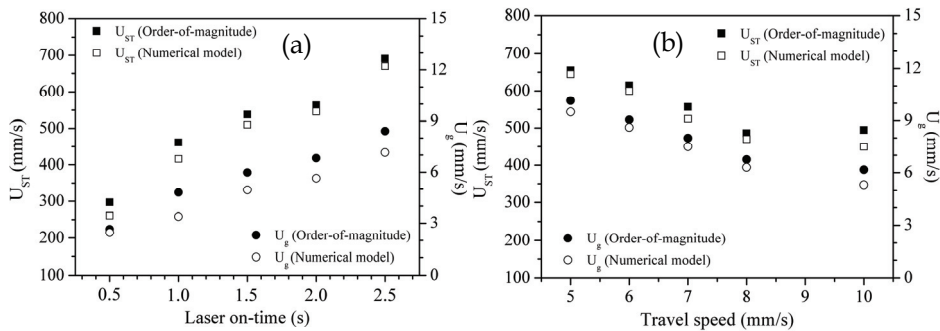 800
700
600
500
400
300
200
100
U_ST (mm/s)
■ U_ST (Order-of-magnitude)
□ U_ST (Numerical model)
(a)
● U_g (Order-of-magnitude)
○ U_g (Numerical model)
15
12
9
6
3
0
U_g (mm/s)
0.5 1.0 1.5 2.0 2.5
Laser on-time (s)
800
700
600
500
400
300
200
100
U_ST (mm/s)
(b)
■ U_ST (Order-of-magnitude)
□ U_ST (Numerical model)
● U_g (Order-of-magnitude)
○ U_g (Numerical model)
15
12
9
6
3
0
U_g (mm/s)
5 6 7 8 9 10
Travel speed (mm/s)